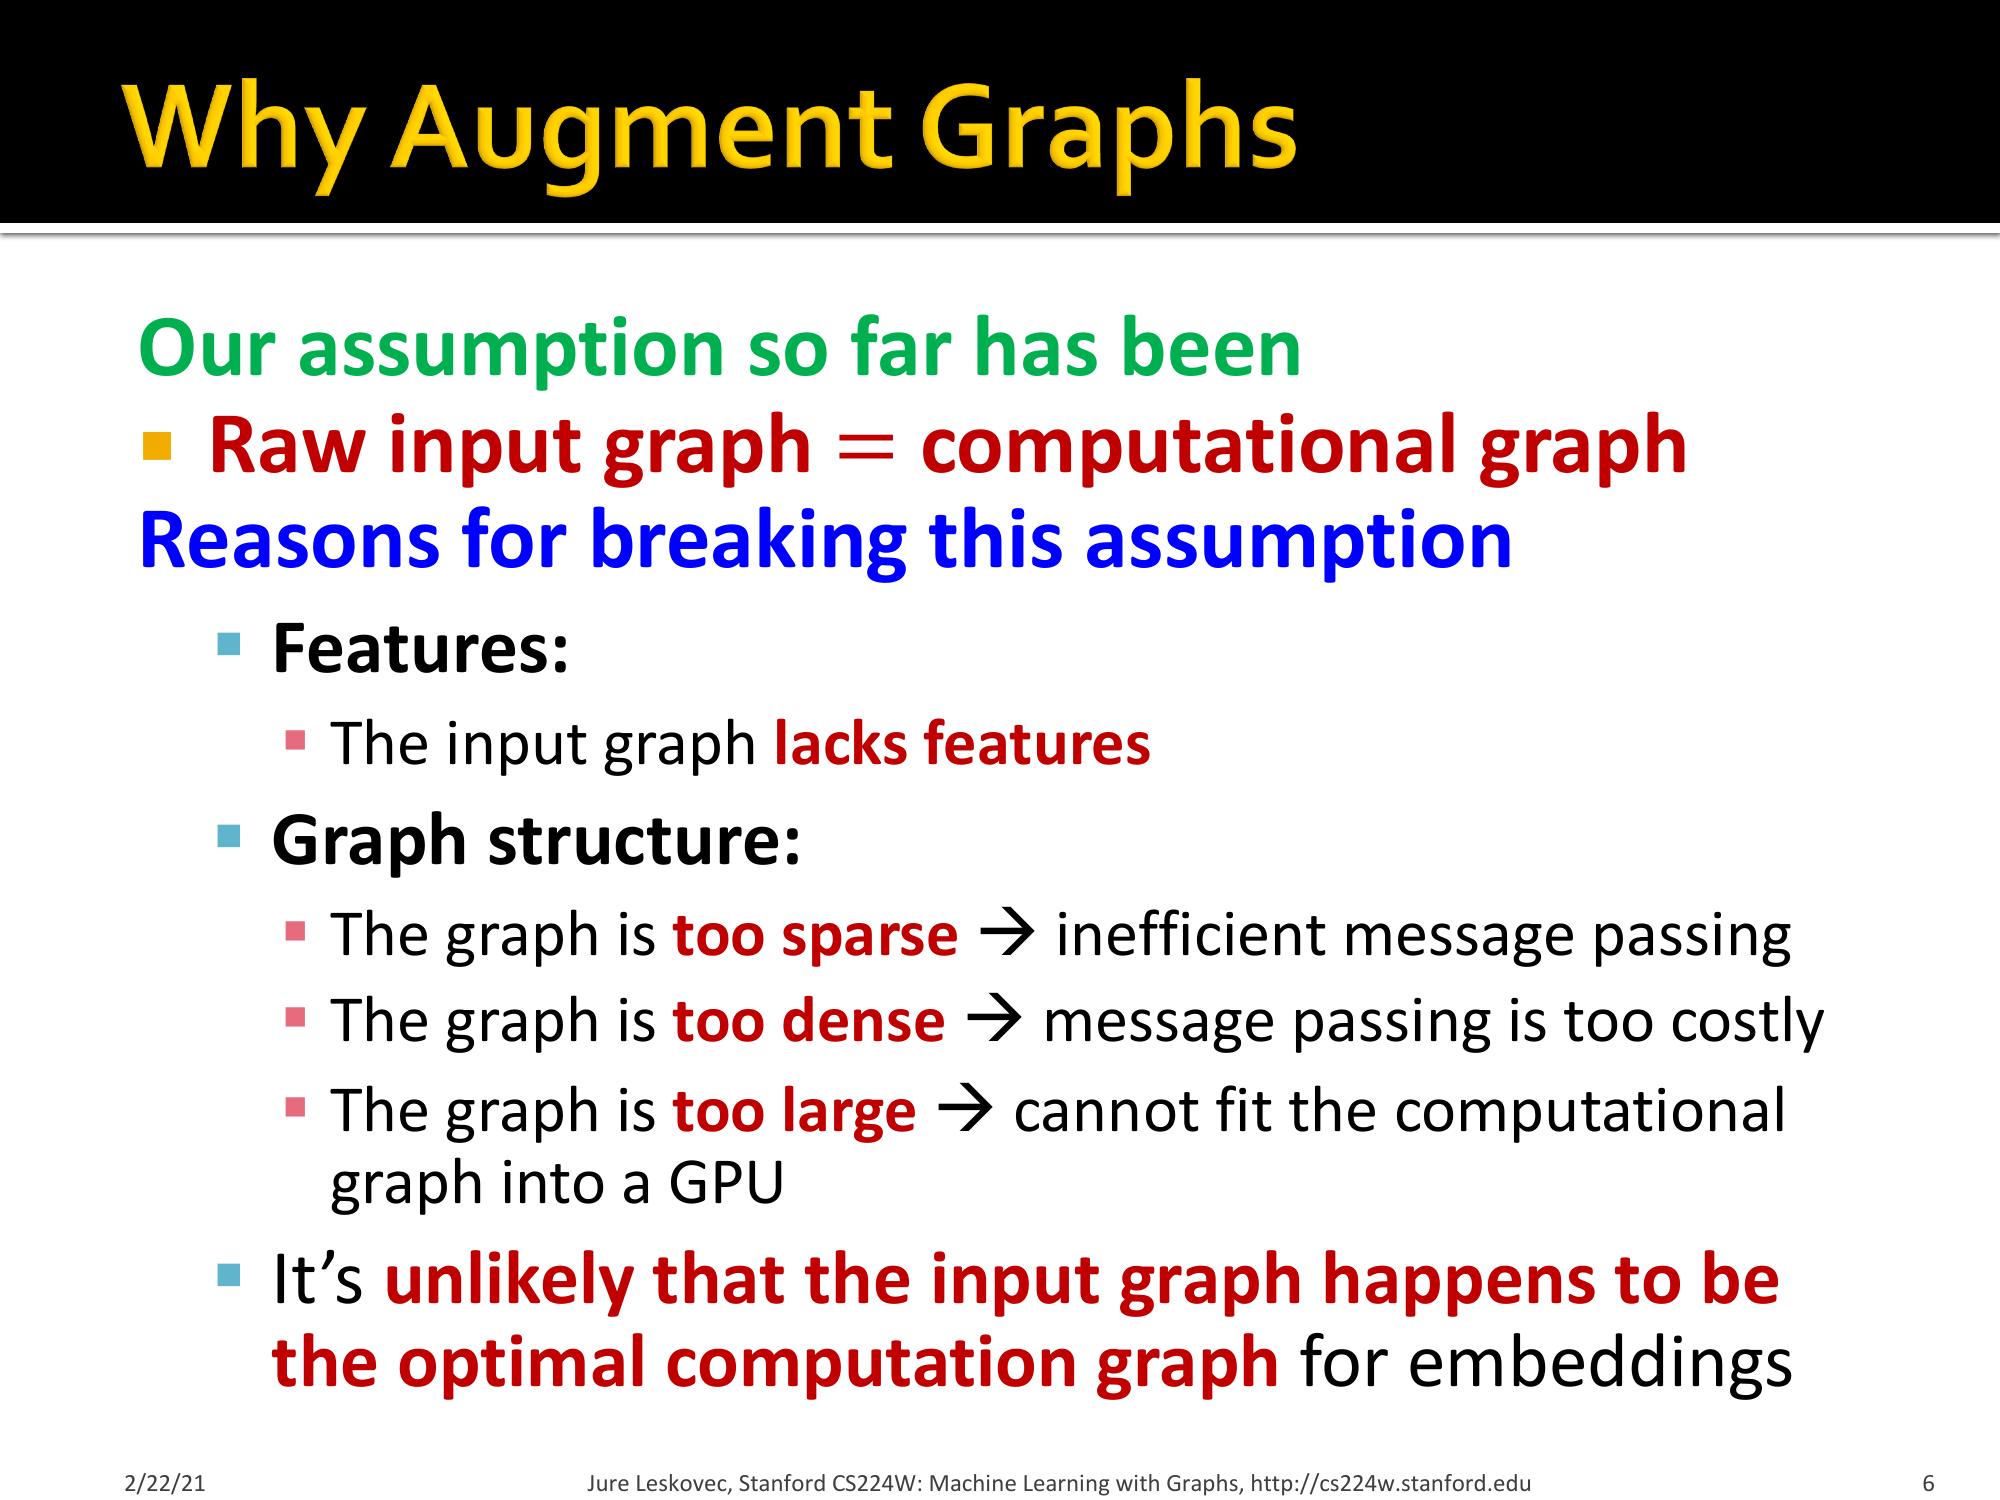 Why Augment Graphs
Our assumption so far has been
▪ Raw input graph = computational graph
Reasons for breaking this assumption
▪ Features:
▪ The input graph lacks features
▪ Graph structure:
▪ The graph is too sparse → inefficient message passing
▪ The graph is too dense → message passing is too costly
▪ The graph is too large → cannot fit the computational
graph into a GPU
▪ It’s unlikely that the input graph happens to be
the optimal computation graph for embeddings
2/22/21 Jure Leskovec, Stanford CS224W: Machine Learning with Graphs, http://cs224w.stanford.edu 6